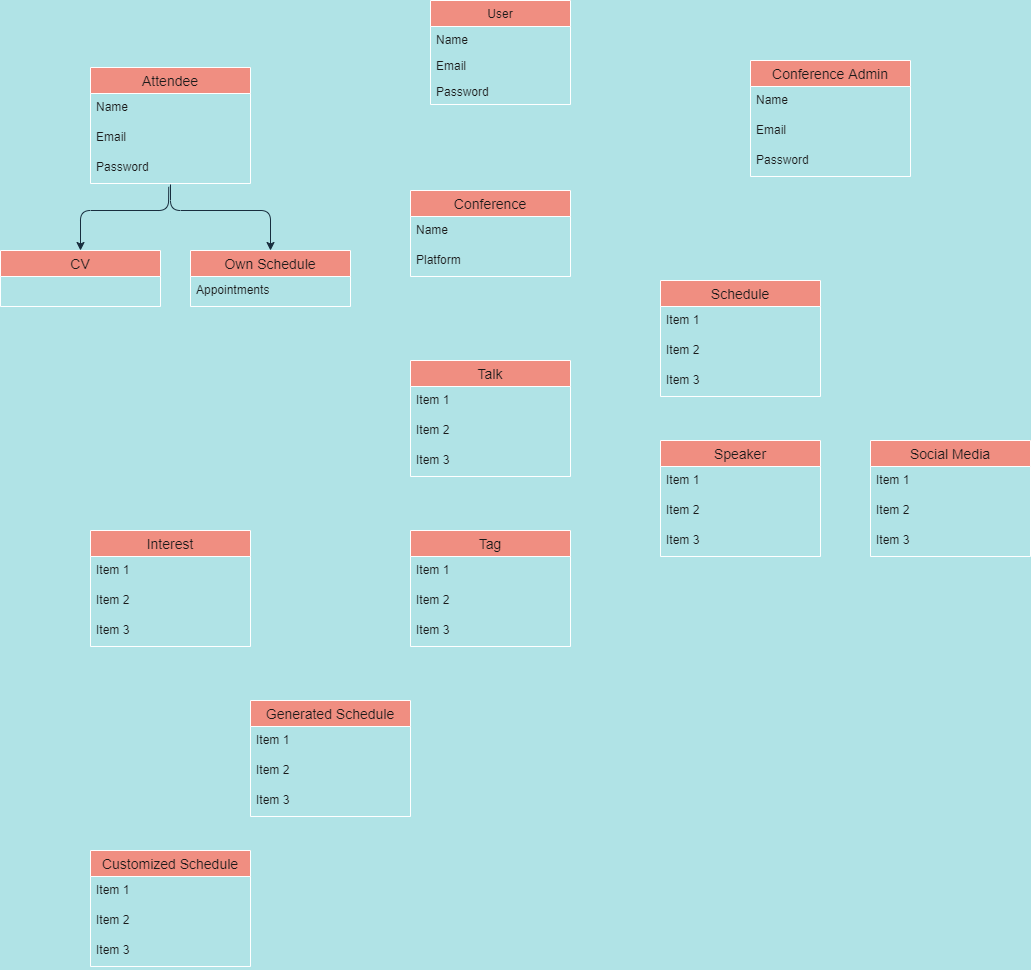 User
Name
Email
Password
Attendee
Name
Email
Password
Conference Admin
Name
Email
Password
Conference
Name
Platform
CV
Own Schedule
Appointments
Schedule
Item 1
Item 2
Item 3
Talk
Item 1
Item 2
Item 3
Speaker
Item 1
Item 2
Item 3
Social Media
Item 1
Item 2
Item 3
Interest
Item 1
Item 2
Item 3
Tag
Item 1
Item 2
Item 3
Generated Schedule
Item 1
Item 2
Item 3
Customized Schedule
Item 1
Item 2
Item 3